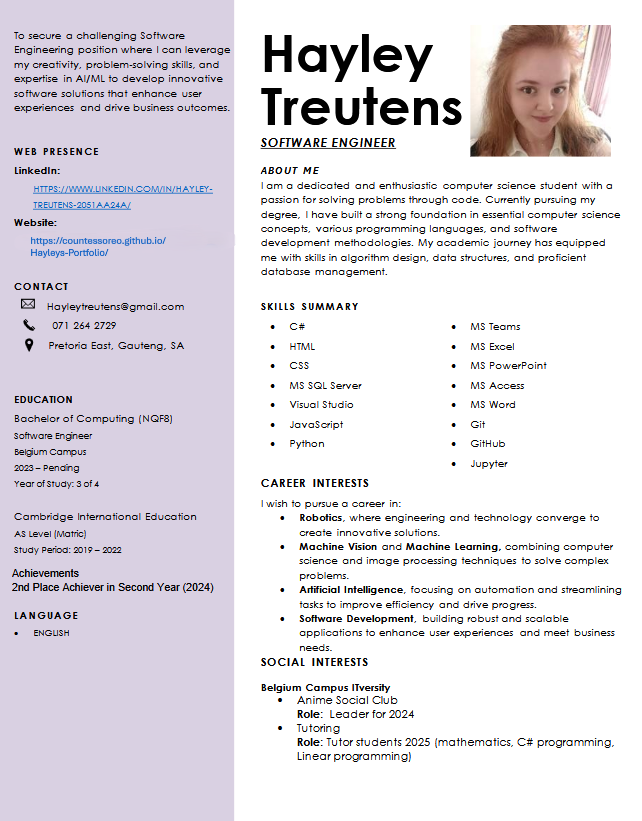 To secure a challenging Software
Engineering position where I can leverage
my creativity, problem-solving skills, and
expertise in AI/ML to develop innovative
software solutions that enhance user
experiences and drive business outcomes.
WEB PRESENCE
LinkedIn:
HTTPS://WWW.LINKEDIN.COM/IN/HAYLEY-
TREUTENS-2051AA24A/
Website:
https://countessoreo.github.io/
Hayleys-Portfolio/
CONTACT
Hayleytreutens@gmail.com
071 264 2729
Pretoria East, Gauteng, SA
EDUCATION
Bachelor of Computing (NQF8)
Software Engineer
Belgium Campus
2023 – Pending
Year of Study: 3 of 4
Cambridge International Education
AS Level (Matric)
Study Period: 2019 – 2022
Achievements
2nd Place Achiever in Second Year (2024)
LANGUAGE
• ENGLISH
Hayley
Treutens
SOFTWARE ENGINEER
ABOUT ME
I am a dedicated and enthusiastic computer science student with a
passion for solving problems through code. Currently pursuing my
degree, I have built a strong foundation in essential computer science
concepts, various programming languages, and software
development methodologies. My academic journey has equipped
me with skills in algorithm design, data structures, and proficient
database management.
SKILLS SUMMARY
• C#
• HTML
• CSS
• MS SQL Server
• Visual Studio
• JavaScript
• Python
• MS Teams
• MS Excel
• MS PowerPoint
• MS Access
• MS Word
• Git
• GitHub
• Jupyter
CAREER INTERESTS
I wish to pursue a career in:
• Robotics, where engineering and technology converge to
create innovative solutions.
• Machine Vision and Machine Learning, combining computer
science and image processing techniques to solve complex
problems.
• Artificial Intelligence, focusing on automation and streamlining
tasks to improve efficiency and drive progress.
• Software Development, building robust and scalable
applications to enhance user experiences and meet business
needs.
SOCIAL INTERESTS
Belgium Campus ITversity
• Anime Social Club
Role: Leader for 2024
• Tutoring
Role: Tutor students 2025 (mathematics, C# programming,
Linear programming)